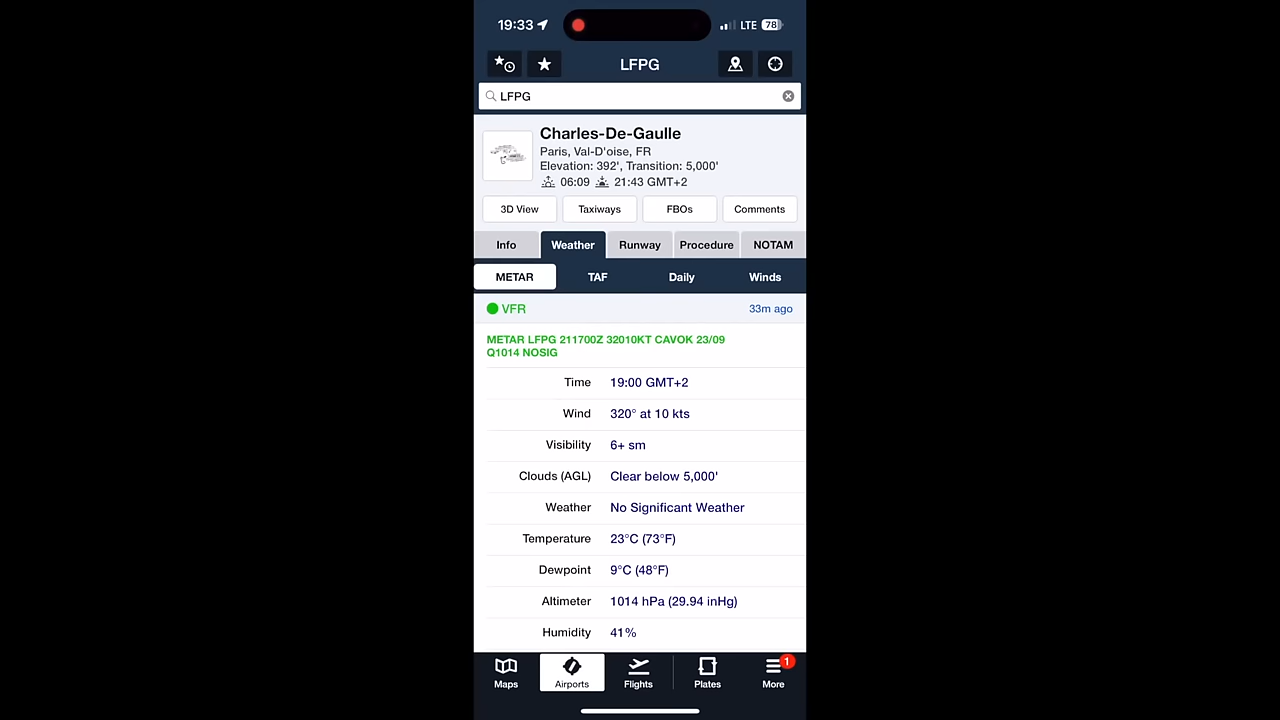 19:33 LTE 78
LFPG
LFPG
Charles-De-Gaulle
Paris, Val-D'oise, FR
Elevation: 392', Transition: 5,000'
06:09 21:43 GMT+2
3D View Taxiways FBOs Comments
Info Weather Runway Procedure NOTAM
METAR TAF Daily Winds
VFR 33m ago
METAR LFPG 211700Z 32010KT CAVOK 23/09
Q1014 NOSIG
Time 19:00 GMT+2
Wind 320° at 10 kts
Visibility 6+ sm
Clouds (AGL) Clear below 5,000'
Weather No Significant Weather
Temperature 23°C (73°F)
Dewpoint 9°C (48°F)
Altimeter 1014 hPa (29.94 inHg)
Humidity 41%
1
Maps Airports Flights Plates More